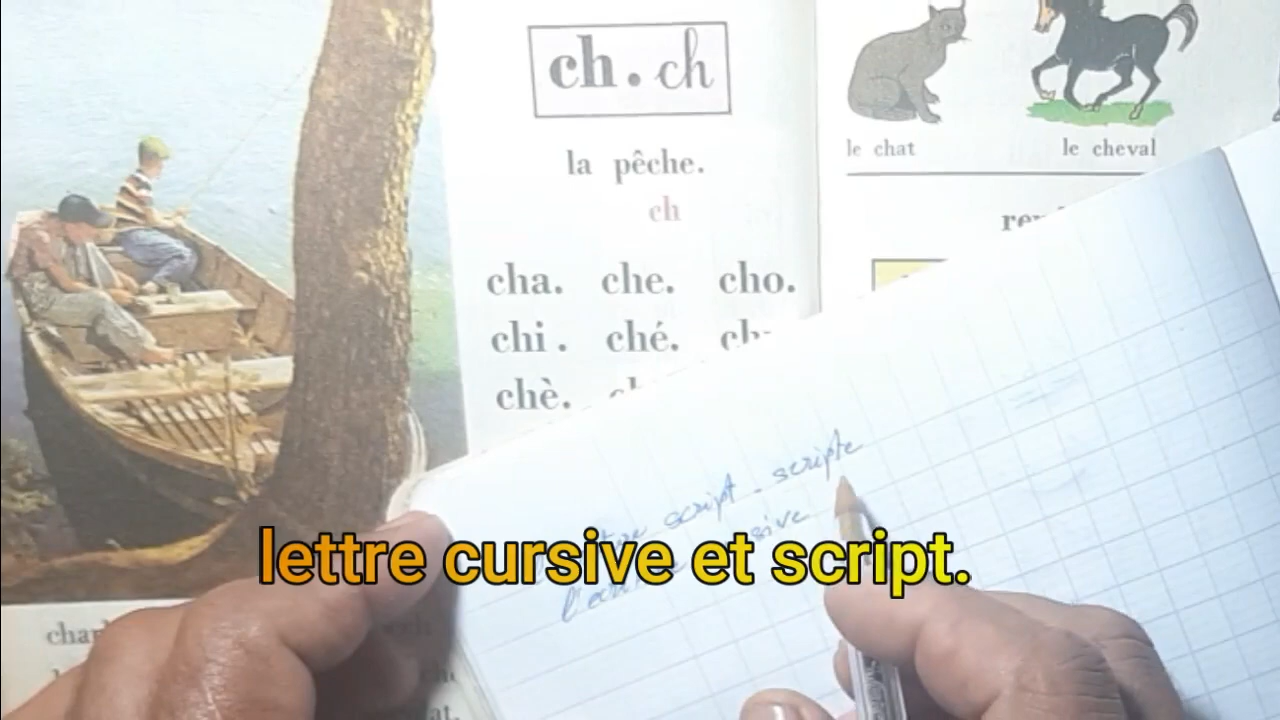 ch. ch
la pêche.
ch
cha. che. cho.
chi. ché.
chè.
le chat
le cheval
script - scripte
lettre cursive et script.